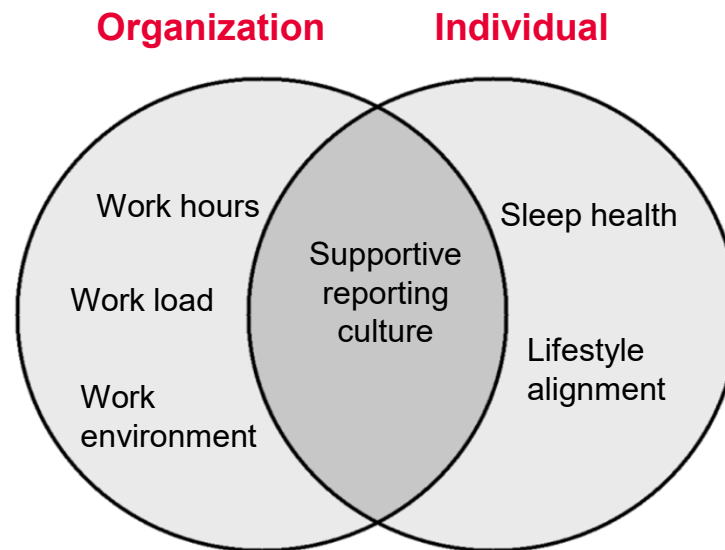 Organization
Individual
Work hours
Work load
Work
environment
Supportive
reporting
culture
Sleep health
Lifestyle
alignment